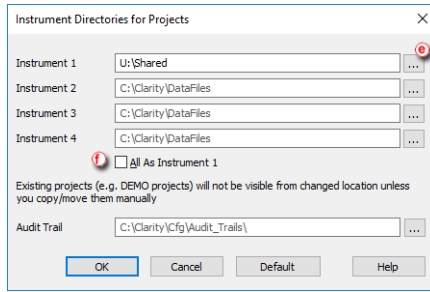 Instrument Directories for Projects
e
Instrument 1 U:\Shared ...
Instrument 2 C:\Clarity\DataFiles ...
Instrument 3 C:\Clarity\DataFiles ...
Instrument 4 C:\Clarity\DataFiles ...
f All As Instrument 1
Existing projects (e.g. DEMO projects) will not be visible from changed location unless
you copy/move them manually
Audit Trail C:\Clarity\Cfg\Audit_Trails\ ...
OK Cancel Default Help